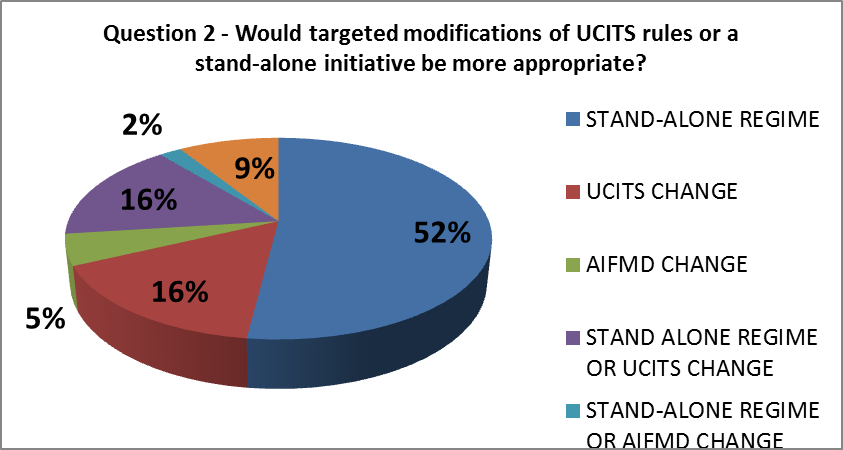 Question 2 - Would targeted modifications of UCITS rules or a
stand-alone initiative be more appropriate?
2%
9%
16%
52%
16%
5%
STAND-ALONE REGIME
UCITS CHANGE
AIFMD CHANGE
STAND ALONE REGIME
OR UCITS CHANGE
STAND-ALONE REGIME
OR AIFMD CHANGE